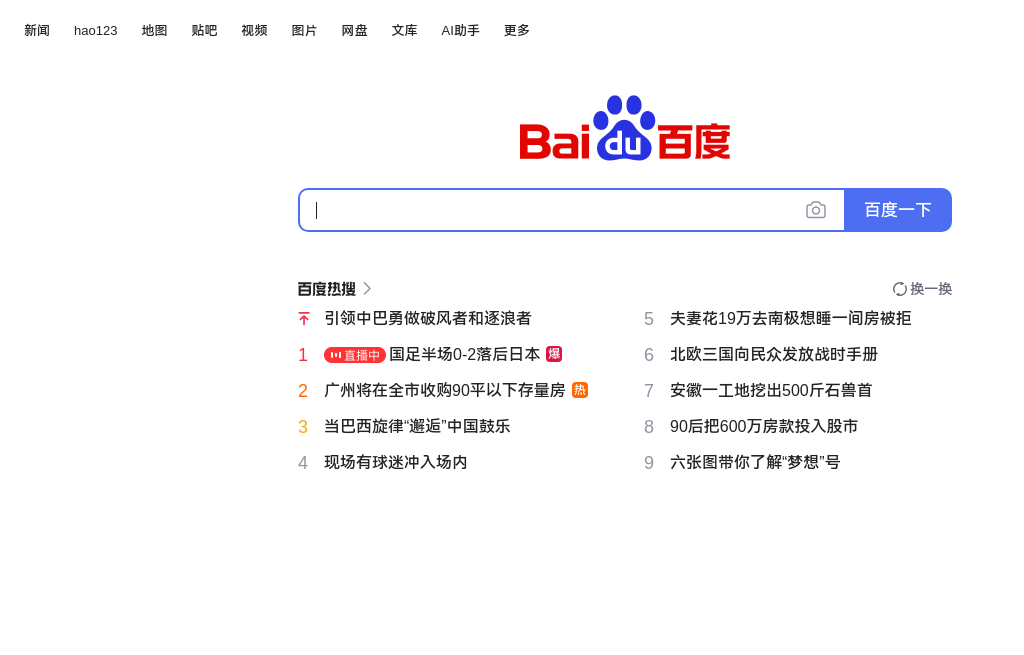 新闻 hao123 地图 贴吧 视频 图片 网盘 文库 AI助手 更多
Bai du 百度
百度一下
百度热搜 换一换
引领中巴勇做破风者和逐浪者
1 直播中 国足半场0-2落后日本 爆
2 广州将在全市收购90平以下存量房 热
3 当巴西旋律“邂逅”中国鼓乐
4 现场有球迷冲入场内
5 夫妻花19万去南极想睡一间房被拒
6 北欧三国向民众发放战时手册
7 安徽一工地挖出500斤石兽首
8 90后把600万房款投入股市
9 六张图带你了解“梦想”号